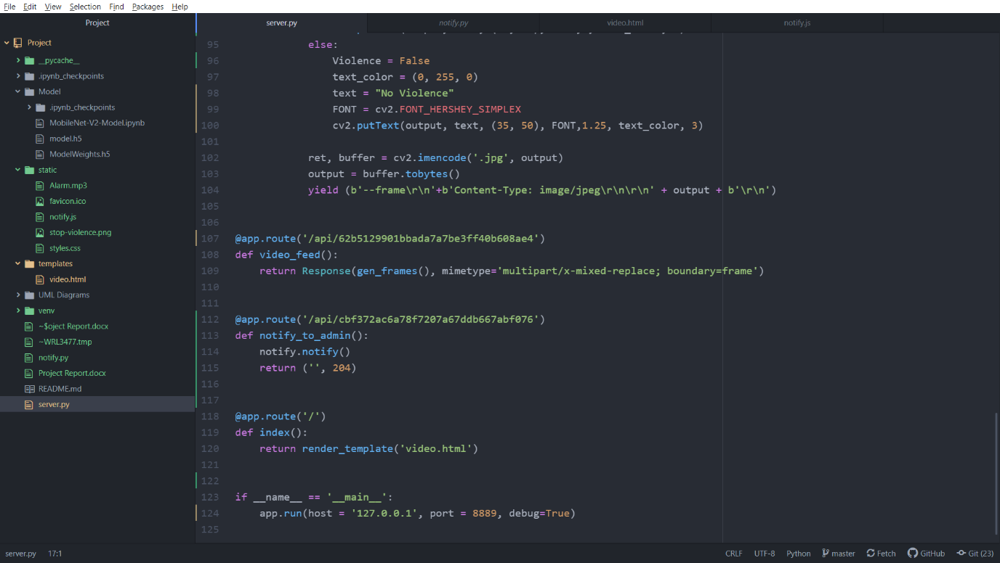 File Edit View Selection Find Packages Help
Project
server.py
notify.py
video.html
notify.js
Project
__pycache__
.ipynb_checkpoints
Model
.ipynb_checkpoints
MobileNet-V2-Model.ipynb
model.h5
ModelWeights.h5
static
Alarm.mp3
favicon.ico
notify.js
stop-violence.png
styles.css
templates
video.html
UML Diagrams
venv
~$oject Report.docx
~WRL3477.tmp
notify.py
Project Report.docx
README.md
server.py
95 else:
96 Violence = False
97 text_color = (0, 255, 0)
98 text = "No Violence"
99 FONT = cv2.FONT_HERSHEY_SIMPLEX
100 cv2.putText(output, text, (35, 50), FONT,1.25, text_color, 3)
101
102 ret, buffer = cv2.imencode('.jpg', output)
103 output = buffer.tobytes()
104 yield (b'--frame\r\n'+b'Content-Type: image/jpeg\r\n\r\n' + output + b'\r\n')
105
106
107 @app.route('/api/62b5129901bbada7a7be3ff40b608ae4')
108 def video_feed():
109 return Response(gen_frames(), mimetype='multipart/x-mixed-replace; boundary=frame')
110
111
112 @app.route('/api/cbf372ac6a78f7207a67ddb667abf076')
113 def notify_to_admin():
114 notify.notify()
115 return ('', 204)
116
117
118 @app.route('/')
119 def index():
120 return render_template('video.html')
121
122
123 if __name__ == '__main__':
124 app.run(host = '127.0.0.1', port = 8889, debug=True)
125
server.py 17:1
CRLF UTF-8 Python master Fetch GitHub Git (23)